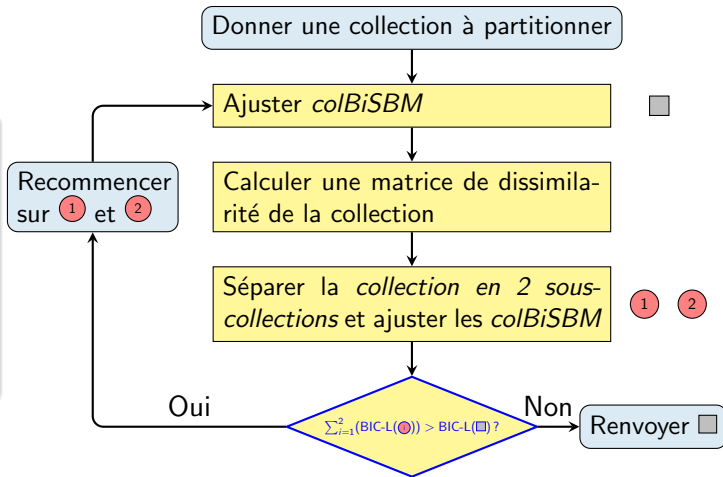 Donner une collection à partitionner
Ajuster colBiSBM
Recommencer
sur 1 et 2
Calculer une matrice de dissimila-
rité de la collection
Séparer la collection en 2 sous-
collections et ajuster les colBiSBM
1 2
Oui
∑²ᵢ₌₁(BIC-L(i)) > BIC-L(□) ?
Non
Renvoyer